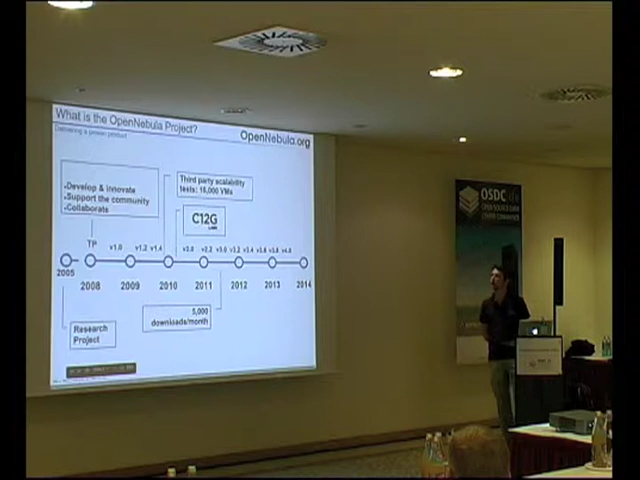 What is the OpenNebula Project?
Delivering a proven product
OpenNebula.org
Develop & innovate
Support the community
Collaborate
Third party scalability
tests: 16,000 VMs
C12G
LABS
TP
v1.0
v1.2 v1.4
v2.0
v2.2 v3.0 v3.2 v3.4 v3.6 v3.8 v4.0
2005
2008
2009
2010
2011
2012
2013
2014
Research
Project
5,000
downloads/month
OSDC.de
OPEN SOURCE DATA
CENTER CONFERENCE